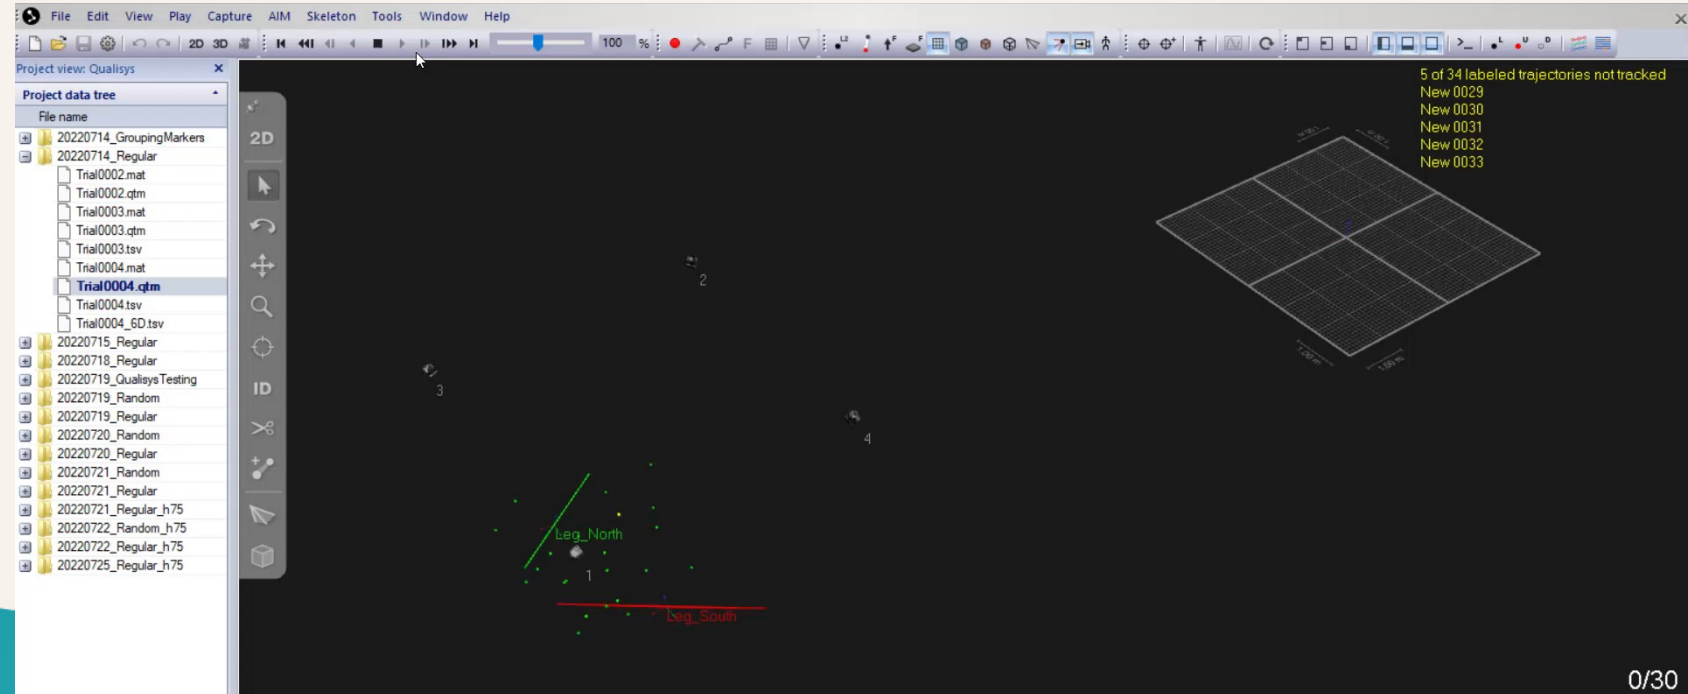 File Edit View Play Capture AIM Skeleton Tools Window Help
2D 3D 100 % F
Project view: Qualisys
Project data tree
File name
20220714_GroupingMarkers
20220714_Regular
Trial0002.mat
Trial0002.qtm
Trial0003.mat
Trial0003.qtm
Trial0003.tsv
Trial0004.mat
Trial0004.qtm
Trial0004.tsv
Trial0004_6D.tsv
20220715_Regular
20220718_Regular
20220719_QualisysTesting
20220719_Random
20220719_Regular
20220720_Random
20220720_Regular
20220721_Random
20220721_Regular
20220721_Regular_h75
20220722_Random_h75
20220722_Regular_h75
20220725_Regular_h75
2D
ID
5 of 34 labeled trajectories not tracked
New 0029
New 0030
New 0031
New 0032
New 0033
2
3
4
Leg_North
1
Leg_South
1.00 m
0/30